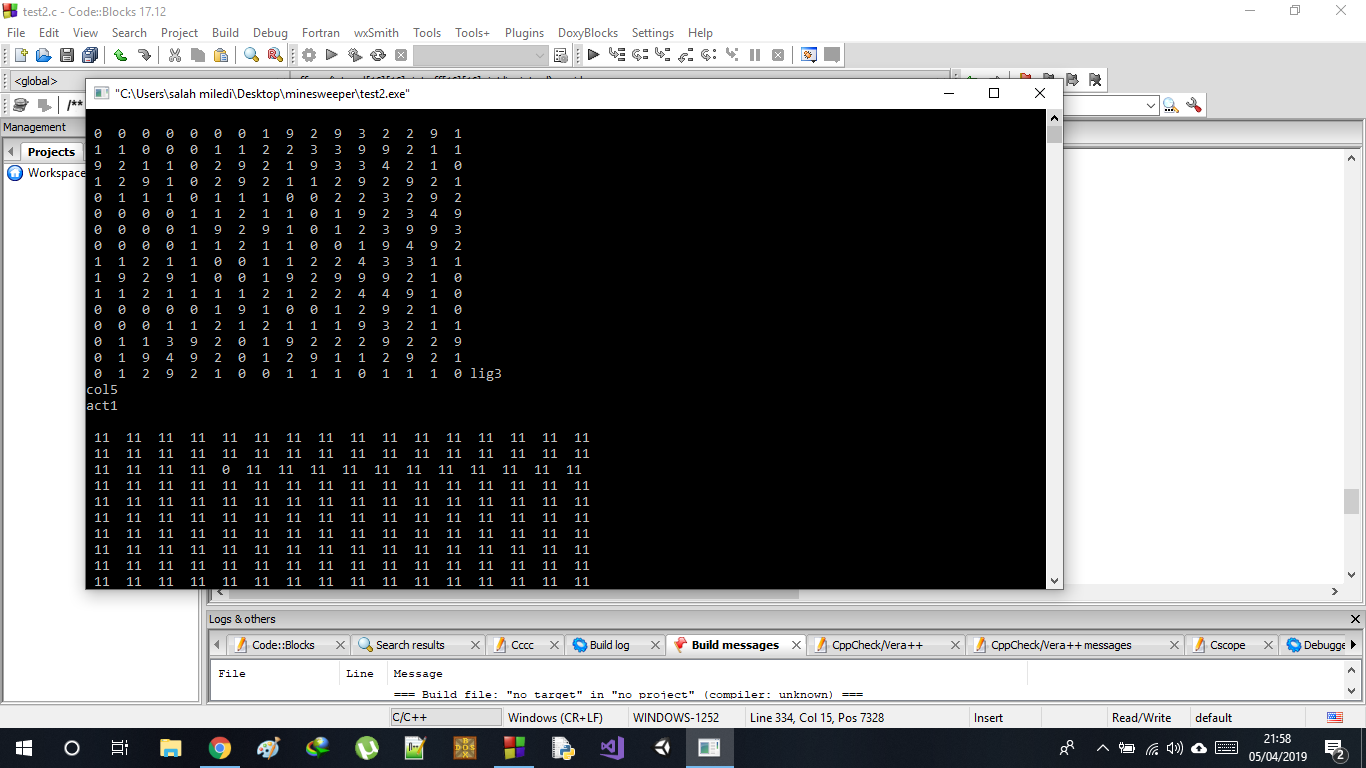 test2.c - Code::Blocks 17.12
File Edit View Search Project Build Debug Fortran wxSmith Tools Tools+ Plugins DoxyBlocks Settings Help
<global>
/**
Management
Projects
Workspace
"C:\Users\salah miledi\Desktop\minesweeper\test2.exe"
0 0 0 0 0 0 0 1 9 2 9 3 2 2 9 1
1 1 0 0 0 1 1 2 2 3 3 9 9 2 1 1
9 2 1 1 0 2 9 2 1 9 3 3 4 2 1 0
1 2 9 1 0 2 9 2 1 1 2 9 2 9 2 1
0 1 1 1 0 1 1 1 0 0 2 2 3 2 9 2
0 0 0 0 1 1 2 1 1 0 1 9 2 3 4 9
0 0 0 0 1 9 2 9 1 0 1 2 3 9 9 3
0 0 0 0 1 1 2 1 1 0 0 1 9 4 9 2
1 1 2 1 1 0 0 1 1 2 2 4 3 3 1 1
1 9 2 9 1 0 0 1 9 2 9 9 9 2 1 0
1 1 2 1 1 1 1 2 1 2 2 4 4 9 1 0
0 0 0 0 0 1 9 1 0 0 1 2 9 2 1 0
0 0 0 1 1 2 1 2 1 1 1 9 3 2 1 1
0 1 1 3 9 2 0 1 9 2 2 2 9 2 2 9
0 1 9 4 9 2 0 1 2 9 1 1 2 9 2 1
0 1 2 9 2 1 0 0 1 1 1 0 1 1 1 0 lig3
col5
act1
11 11 11 11 11 11 11 11 11 11 11 11 11 11 11 11
11 11 11 11 11 11 11 11 11 11 11 11 11 11 11 11
11 11 11 11 0 11 11 11 11 11 11 11 11 11 11 11
11 11 11 11 11 11 11 11 11 11 11 11 11 11 11 11
11 11 11 11 11 11 11 11 11 11 11 11 11 11 11 11
11 11 11 11 11 11 11 11 11 11 11 11 11 11 11 11
11 11 11 11 11 11 11 11 11 11 11 11 11 11 11 11
11 11 11 11 11 11 11 11 11 11 11 11 11 11 11 11
11 11 11 11 11 11 11 11 11 11 11 11 11 11 11 11
11 11 11 11 11 11 11 11 11 11 11 11 11 11 11 11
Logs & others
Code::Blocks Search results Cccc Build log Build messages CppCheck/Vera++ CppCheck/Vera++ messages Cscope Debugge
File Line Message
=== Build file: "no target" in "no project" (compiler: unknown) ===
C/C++ Windows (CR+LF) WINDOWS-1252 Line 334, Col 15, Pos 7328 Insert Read/Write default
21:58
05/04/2019
2